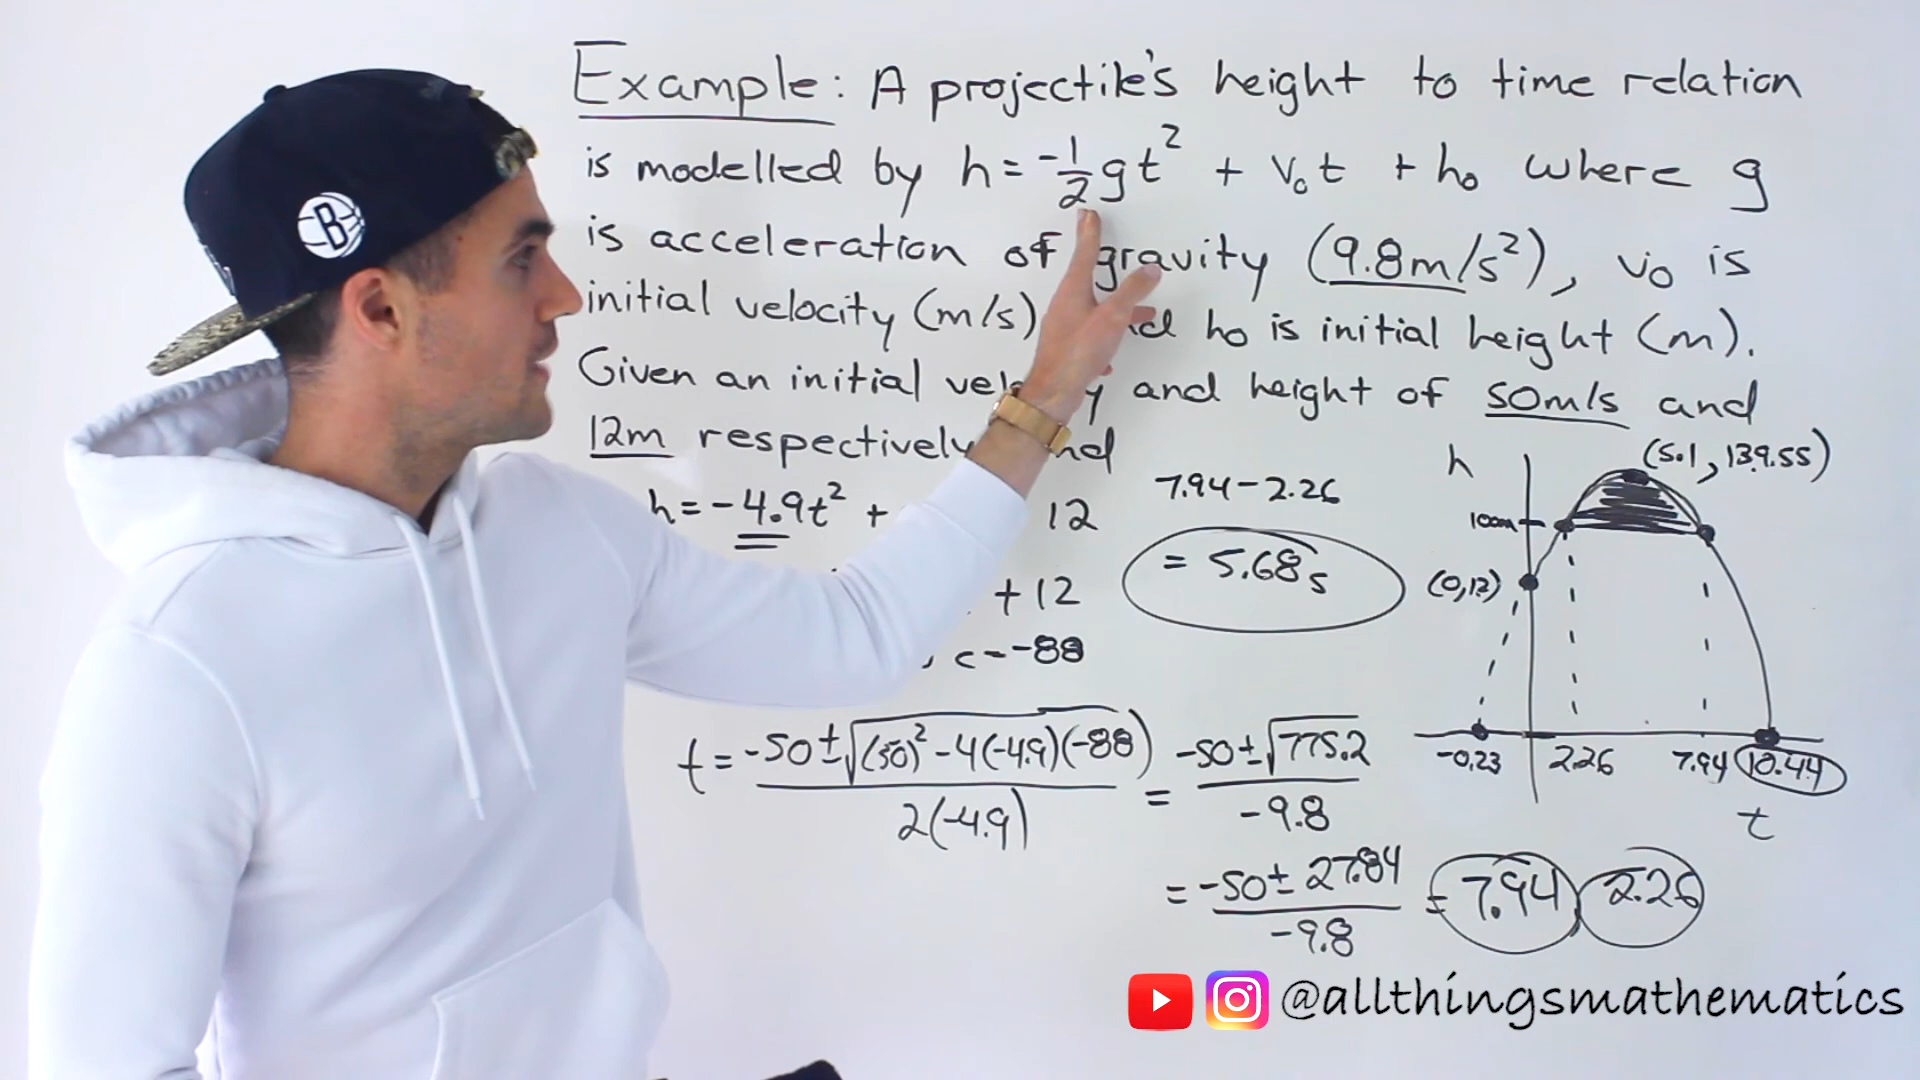 Example: A projectile's height to time relation
is modelled by h = -1/2 gt² + v₀t + h₀ where g
is acceleration of gravity (9.8m/s²), v₀ is
initial velocity (m/s) h₀ is initial height (m).
Given an initial and height of 50m/s and
12m respectively
h = -4.9t² + 12
+12
c = -88
7.94 - 2.26
= 5.68s
t = (-50 ± √((50)² - 4(-4.9)(-88))) / 2(-4.9) = (-50 ± √775.2) / -9.8
= (-50 ± 27.84) / -9.8 = 7.94, 2.26
h
(5.1, 139.55)
100m
(0,12)
-0.23 2.26 7.94 10.44
t
B
@allthingsmathematics